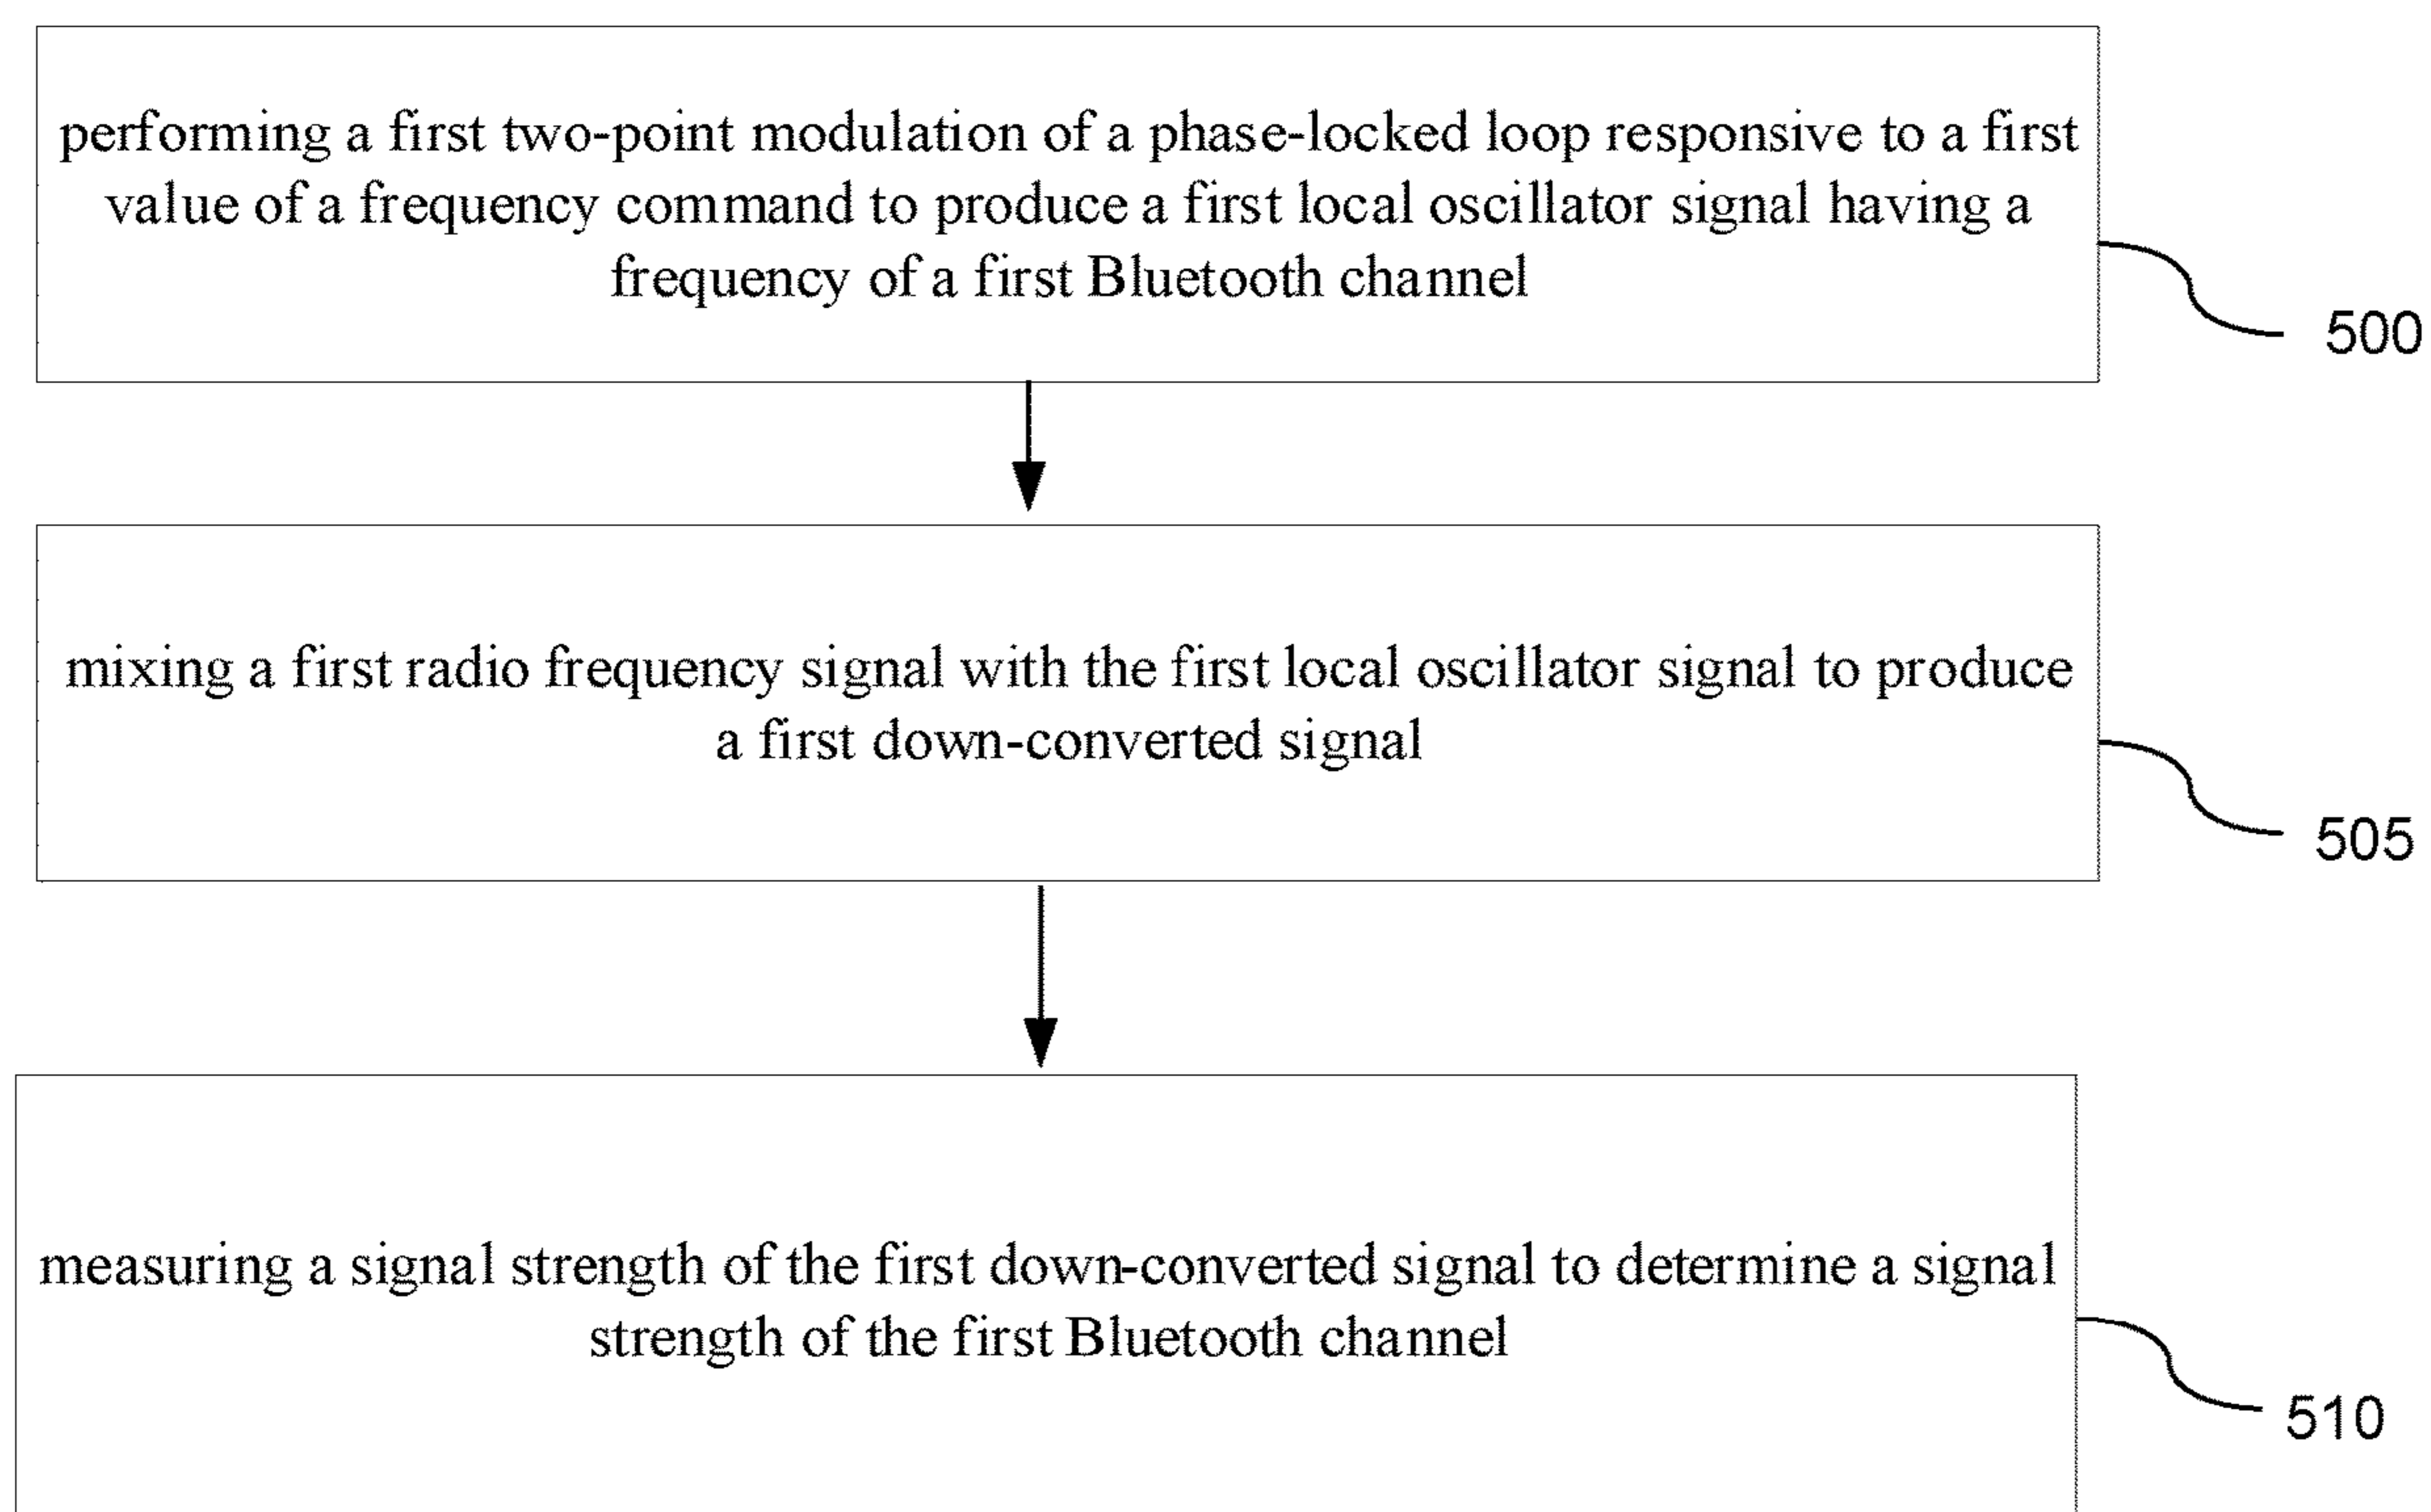 performing a first two-point modulation of a phase-locked loop responsive to a first
value of a frequency command to produce a first local oscillator signal having a
frequency of a first Bluetooth channel
500
mixing a first radio frequency signal with the first local oscillator signal to produce
a first down-converted signal
505
measuring a signal strength of the first down-converted signal to determine a signal
strength of the first Bluetooth channel
510